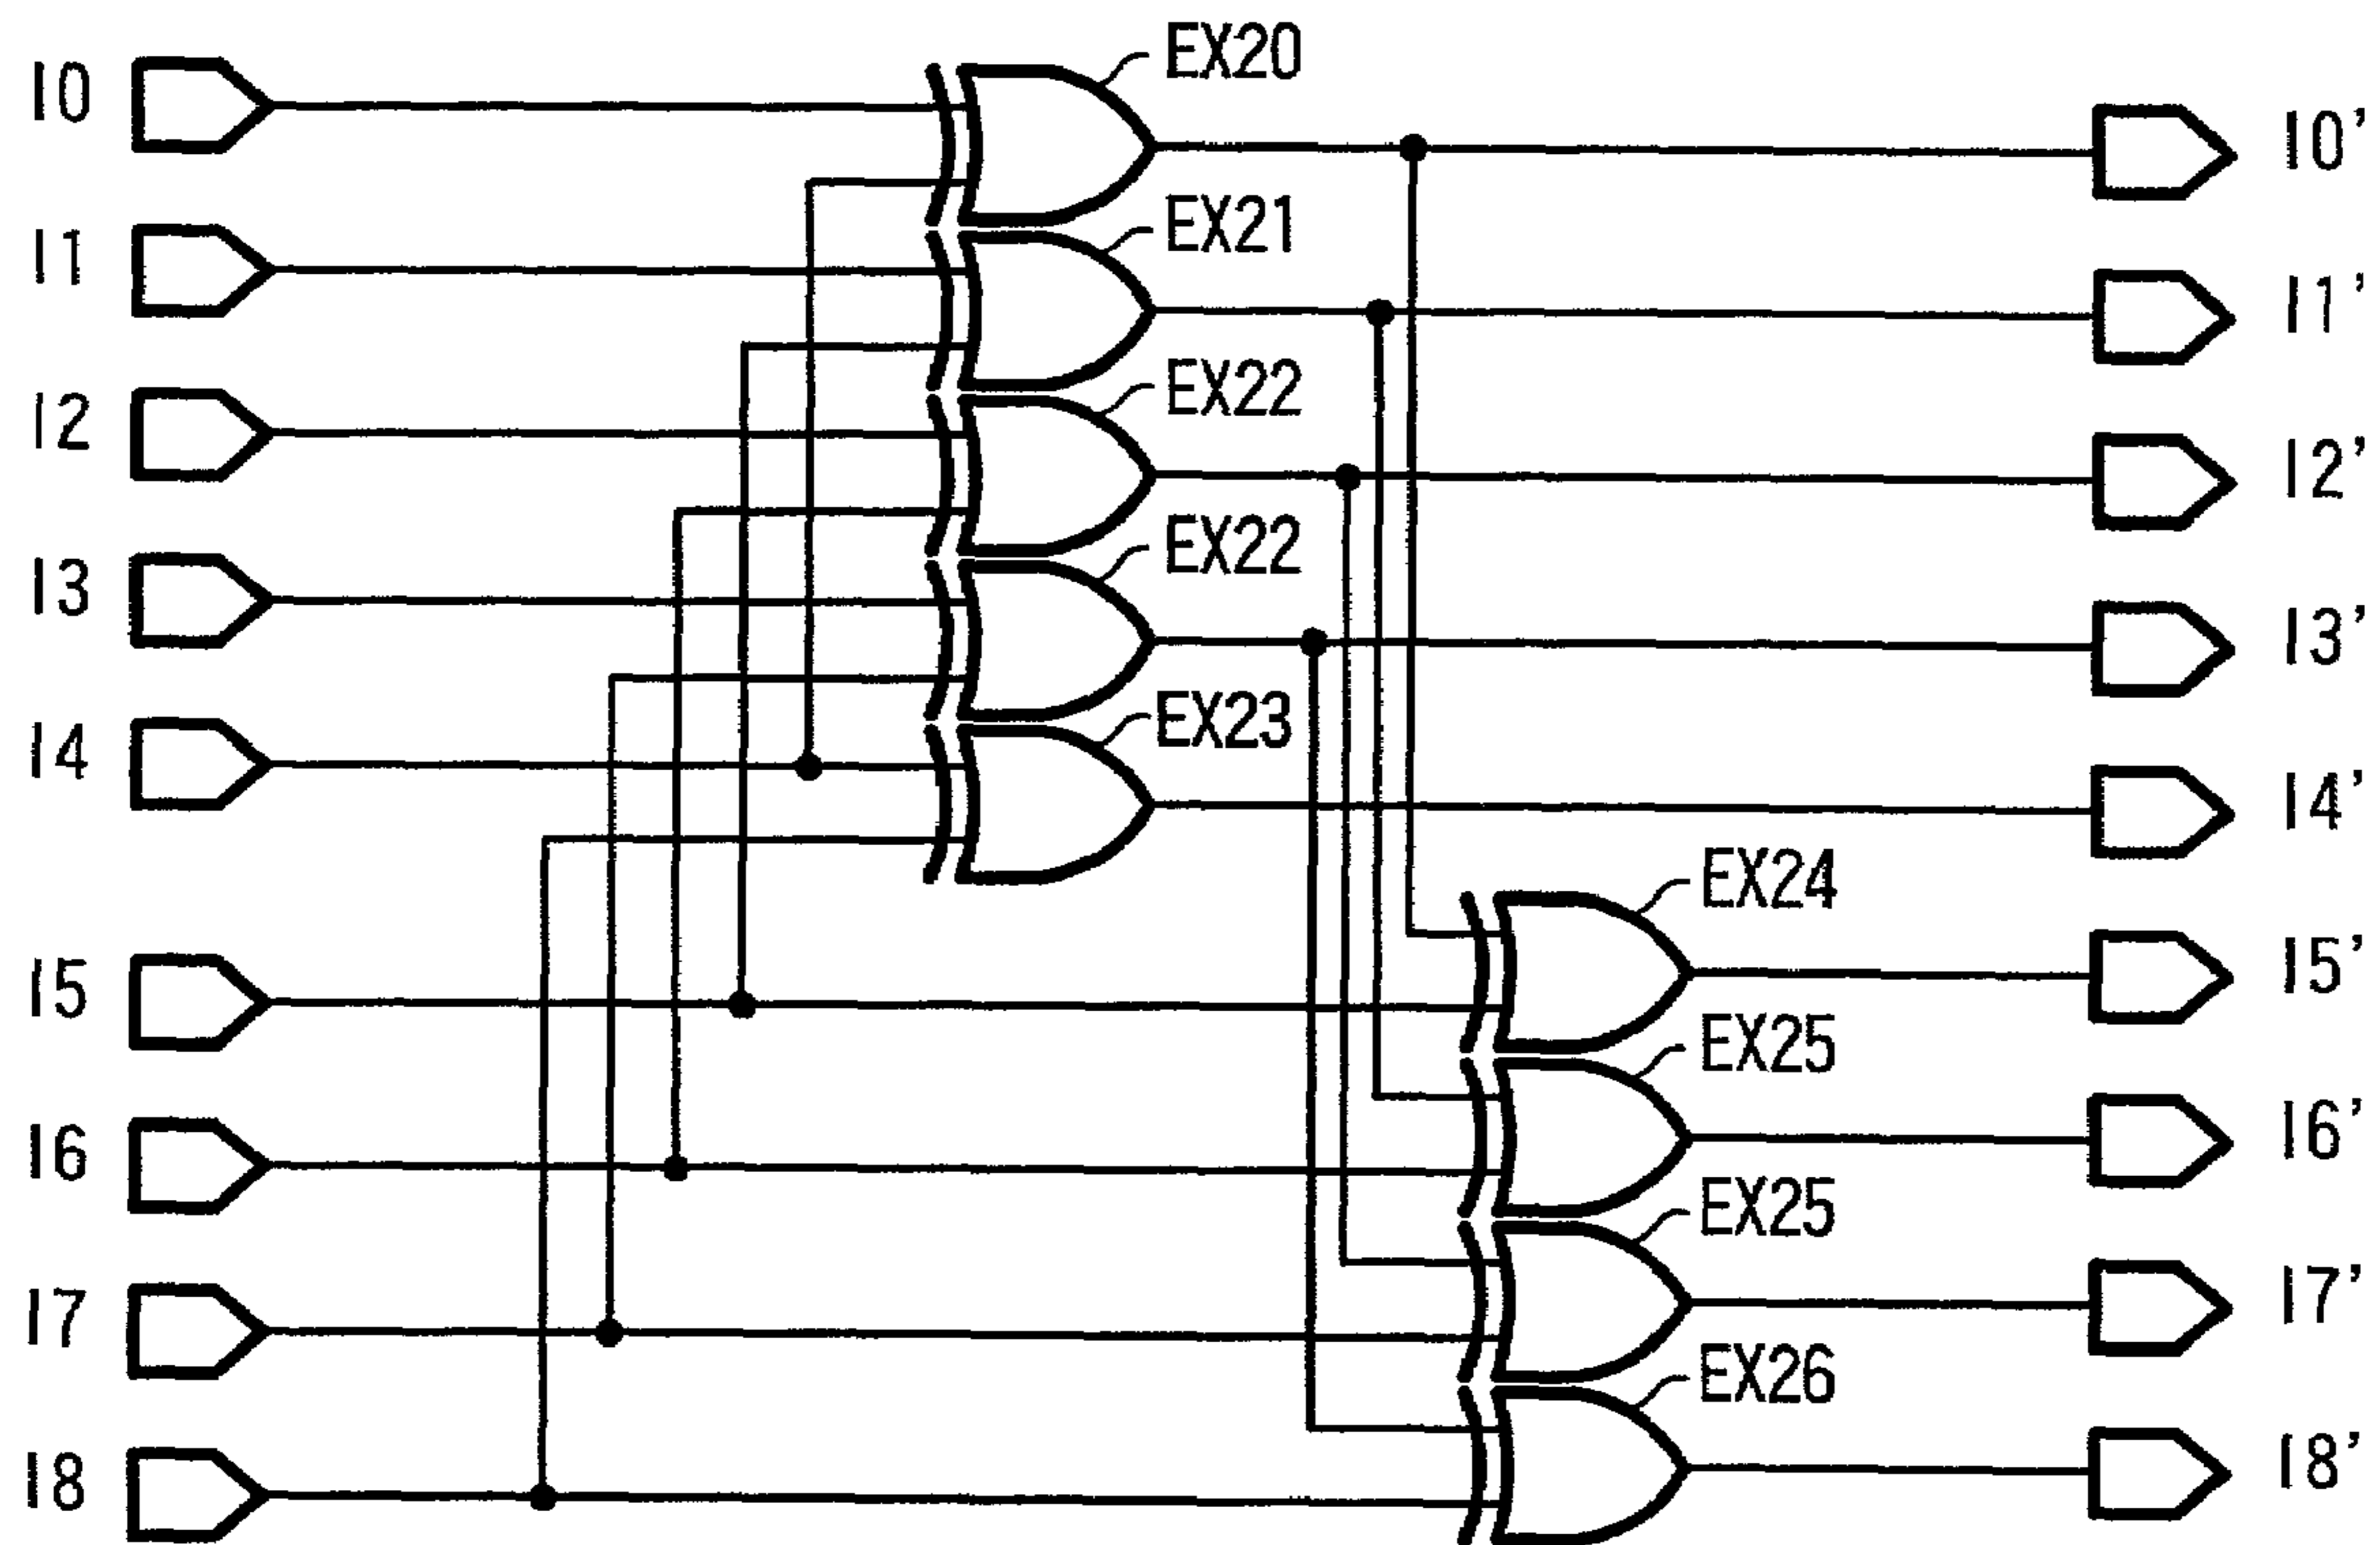 EX20
I0
I0'
EX21
I1
I1'
EX22
I2
I2'
EX22
I3
I3'
EX23
I4
I4'
EX24
I5
I5'
EX25
I6
I6'
EX25
I7
I7'
EX26
I8
I8'